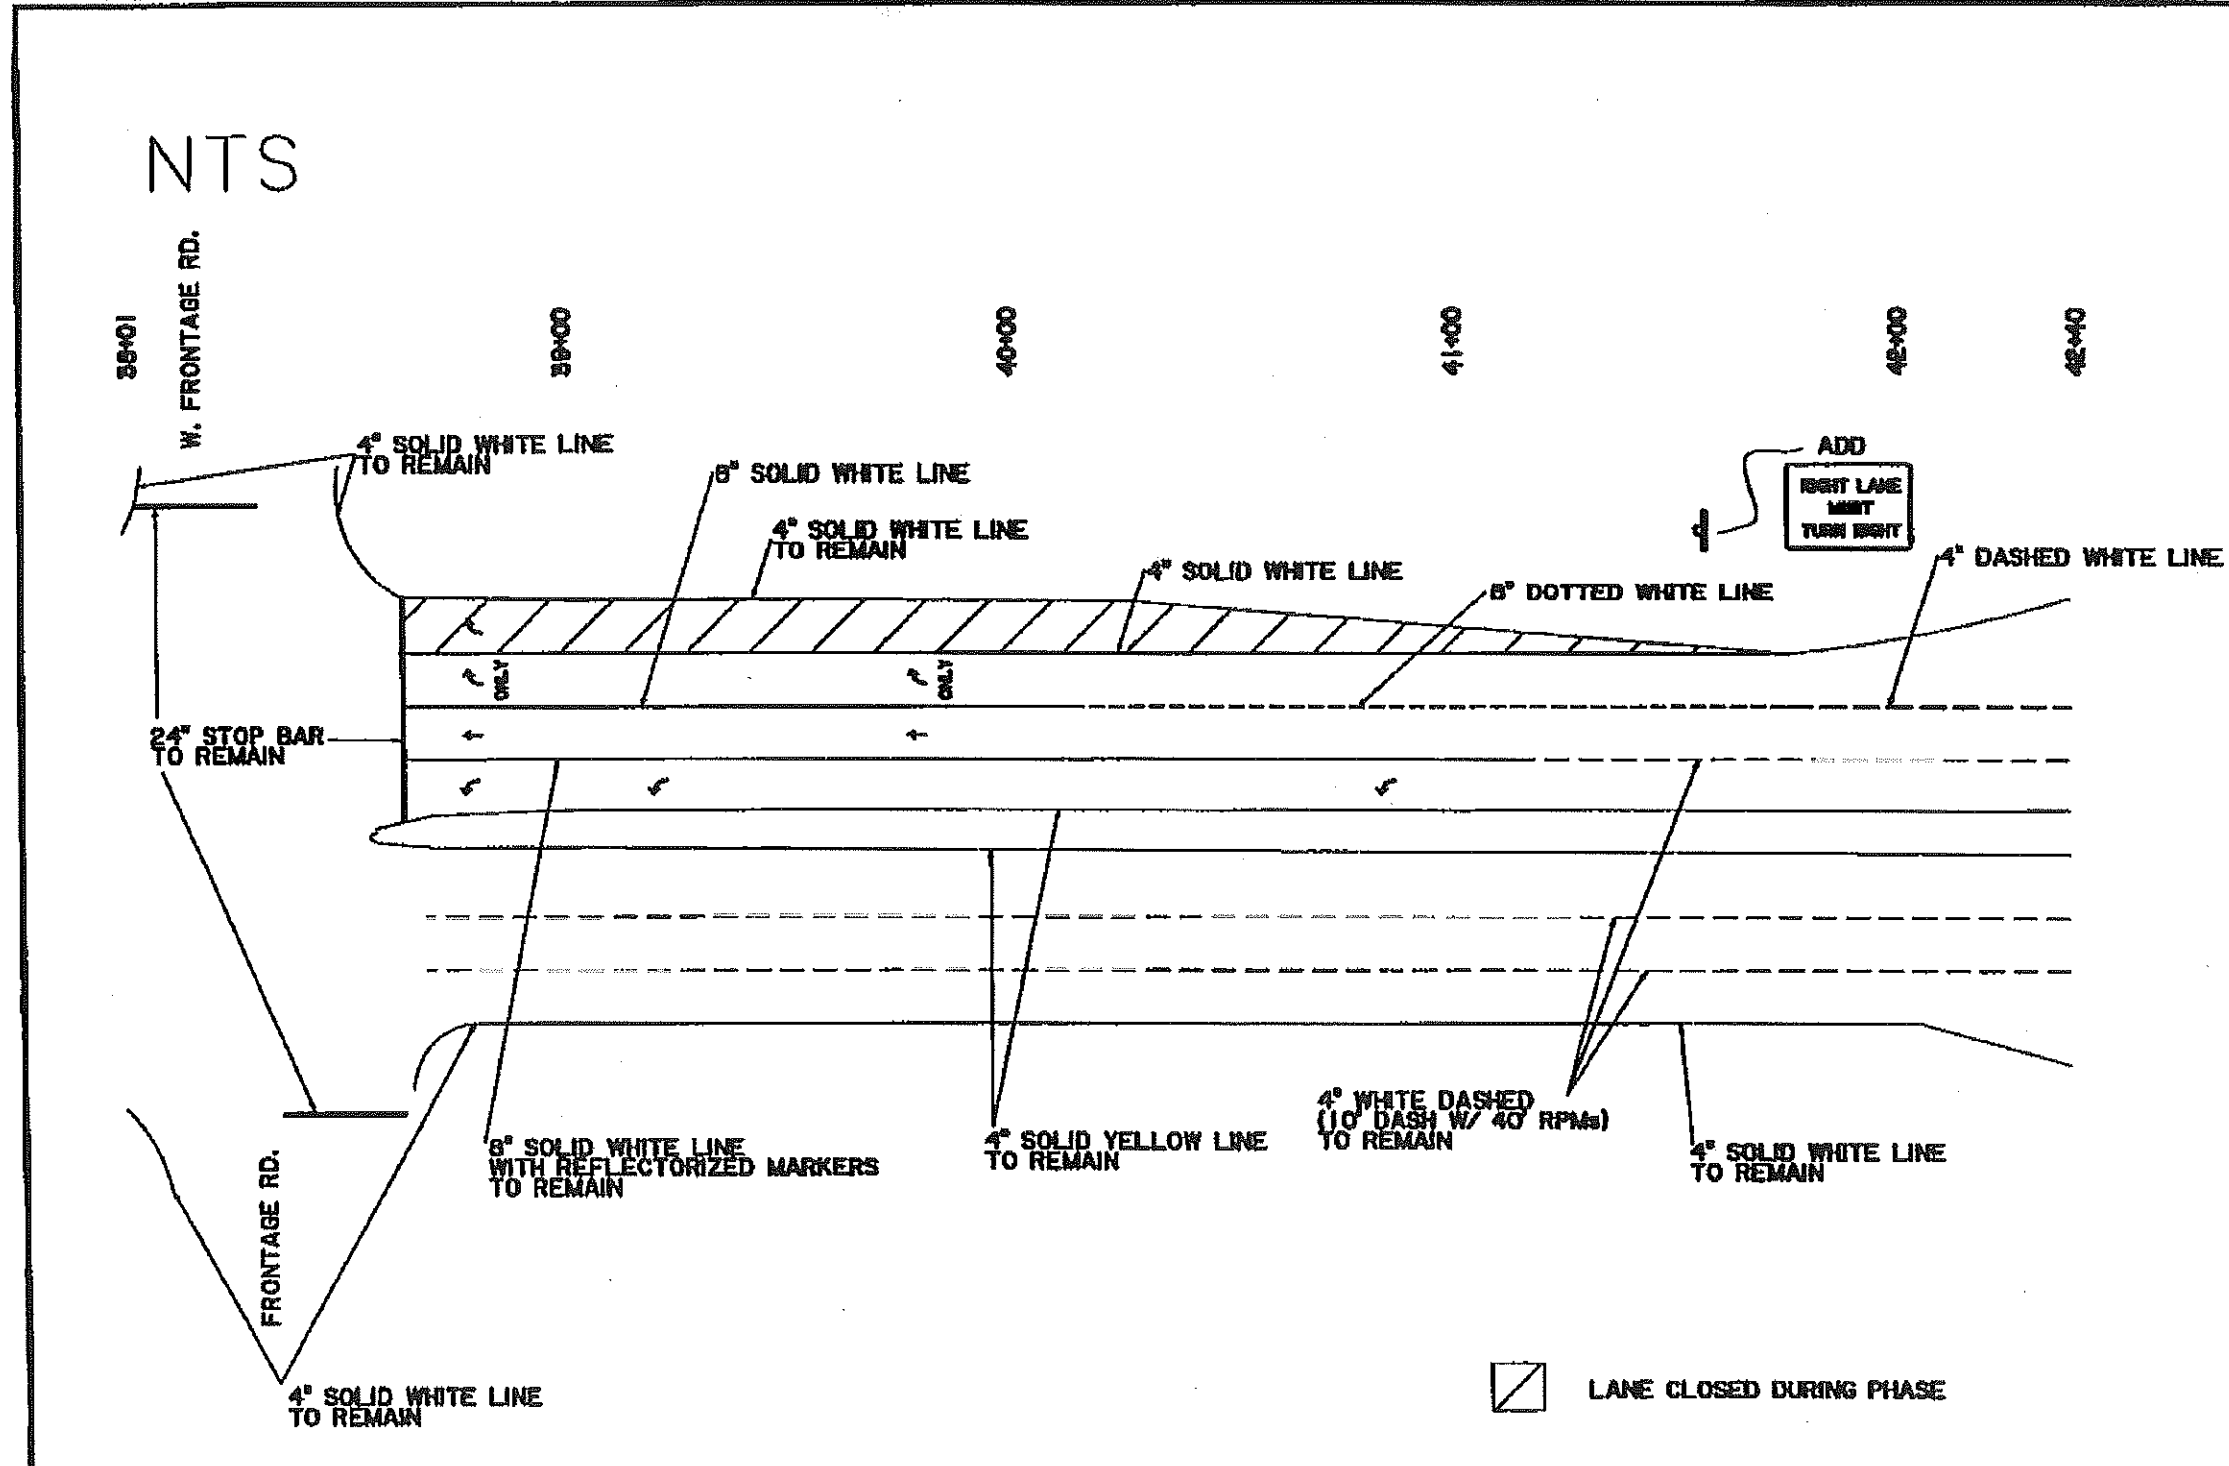 NTS
W. FRONTAGE RD.
38+01
39+00
40+00
41+00
42+00
42+40
4" SOLID WHITE LINE
TO REMAIN
8" SOLID WHITE LINE
4" SOLID WHITE LINE
TO REMAIN
4" SOLID WHITE LINE
ADD
RIGHT LANE
MUST
TURN RIGHT
8" DOTTED WHITE LINE
4" DASHED WHITE LINE
ONLY
ONLY
24" STOP BAR
TO REMAIN
8" SOLID WHITE LINE
WITH REFLECTORIZED MARKERS
TO REMAIN
4" SOLID YELLOW LINE
TO REMAIN
4" WHITE DASHED
(10' DASH W/ 40' RPMs)
TO REMAIN
4" SOLID WHITE LINE
TO REMAIN
FRONTAGE RD.
4" SOLID WHITE LINE
TO REMAIN
LANE CLOSED DURING PHASE